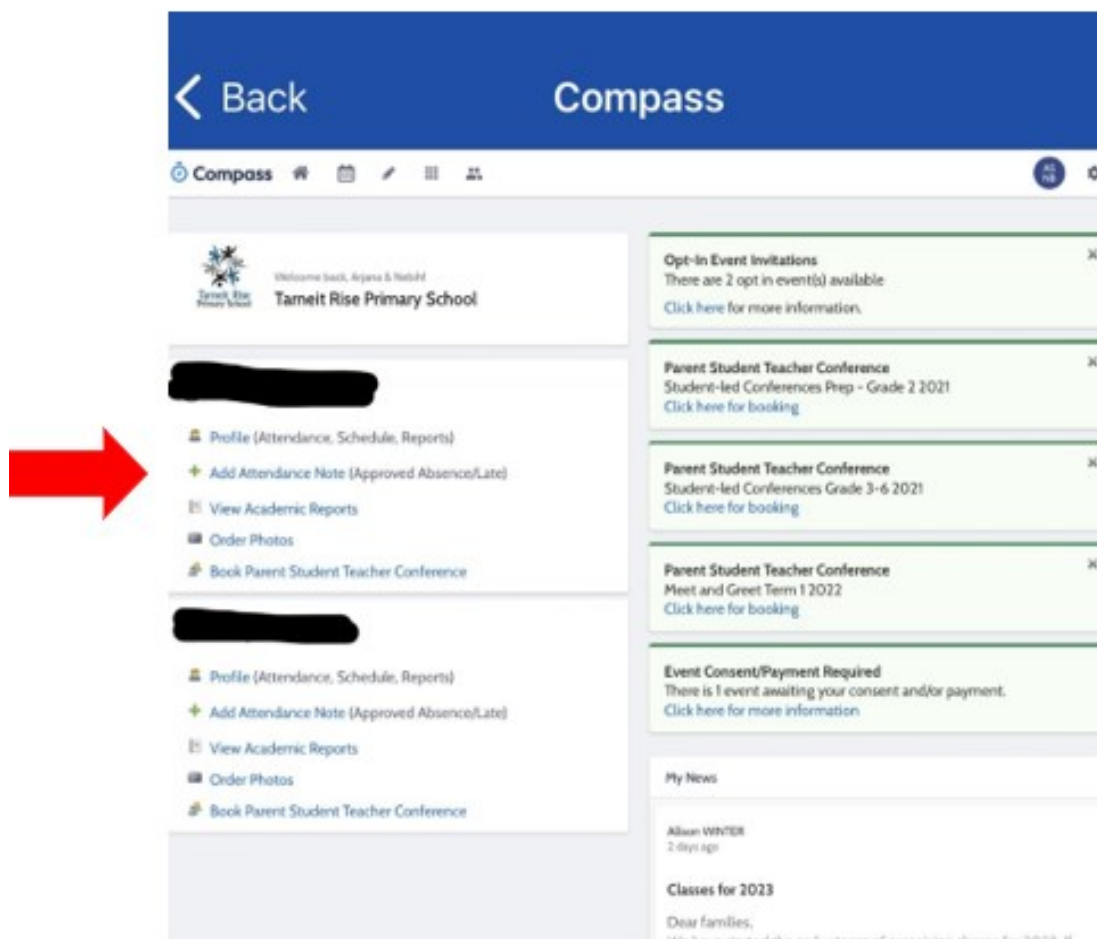 Back
Compass
Compass
AS
NB
Tarneit Rise
Primary School
Welcome back, Arjana & Nebih!
Tarneit Rise Primary School
Profile (Attendance, Schedule, Reports)
Add Attendance Note (Approved Absence/Late)
View Academic Reports
Order Photos
Book Parent Student Teacher Conference
Profile (Attendance, Schedule, Reports)
Add Attendance Note (Approved Absence/Late)
View Academic Reports
Order Photos
Book Parent Student Teacher Conference
Opt-In Event Invitations
There are 2 opt in event(s) available
Click here for more information.
Parent Student Teacher Conference
Student-led Conferences Prep - Grade 2 2021
Click here for booking
Parent Student Teacher Conference
Student-led Conferences Grade 3-6 2021
Click here for booking
Parent Student Teacher Conference
Meet and Greet Term 1 2022
Click here for booking
Event Consent/Payment Required
There is 1 event awaiting your consent and/or payment.
Click here for more information
My News
Alison WINTER
2 days ago
Classes for 2023
Dear families,